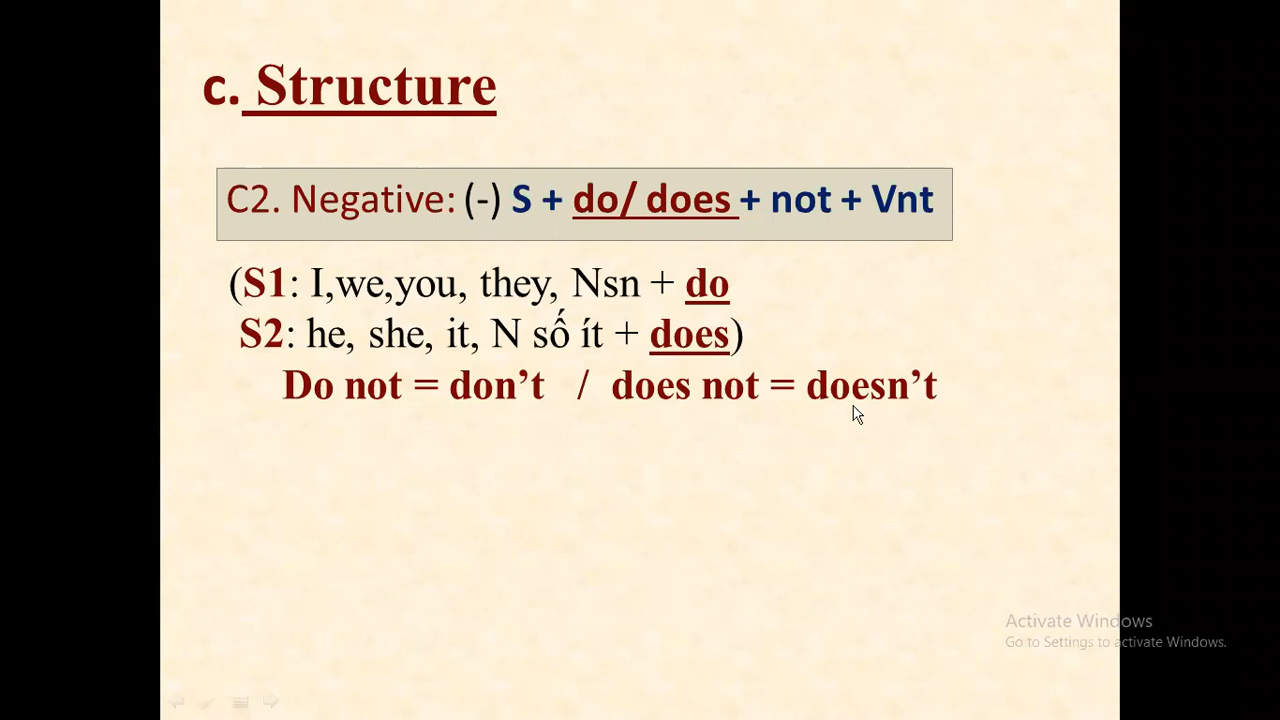 c. Structure
C2. Negative: (-) S + do/ does + not + Vnt
(S1: I,we,you, they, Nsn + do
S2: he, she, it, N số ít + does)
Do not = don’t / does not = doesn’t
Activate Windows
Go to Settings to activate Windows.